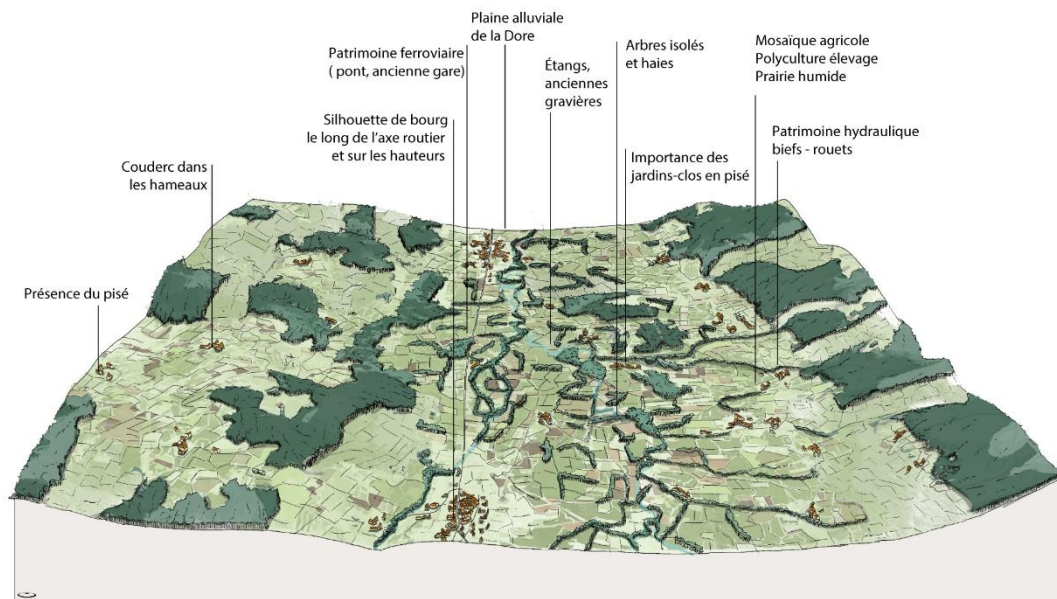 Plaine alluviale
de la Dore
Patrimoine ferroviaire
( pont, ancienne gare)
Étangs,
anciennes
gravières
Arbres isolés
et haies
Mosaïque agricole
Polyculture élevage
Prairie humide
Silhouette de bourg
le long de l'axe routier
et sur les hauteurs
Patrimoine hydraulique
biefs - rouets
Couderc dans
les hameaux
Importance des
jardins-clos en pisé
Présence du pisé